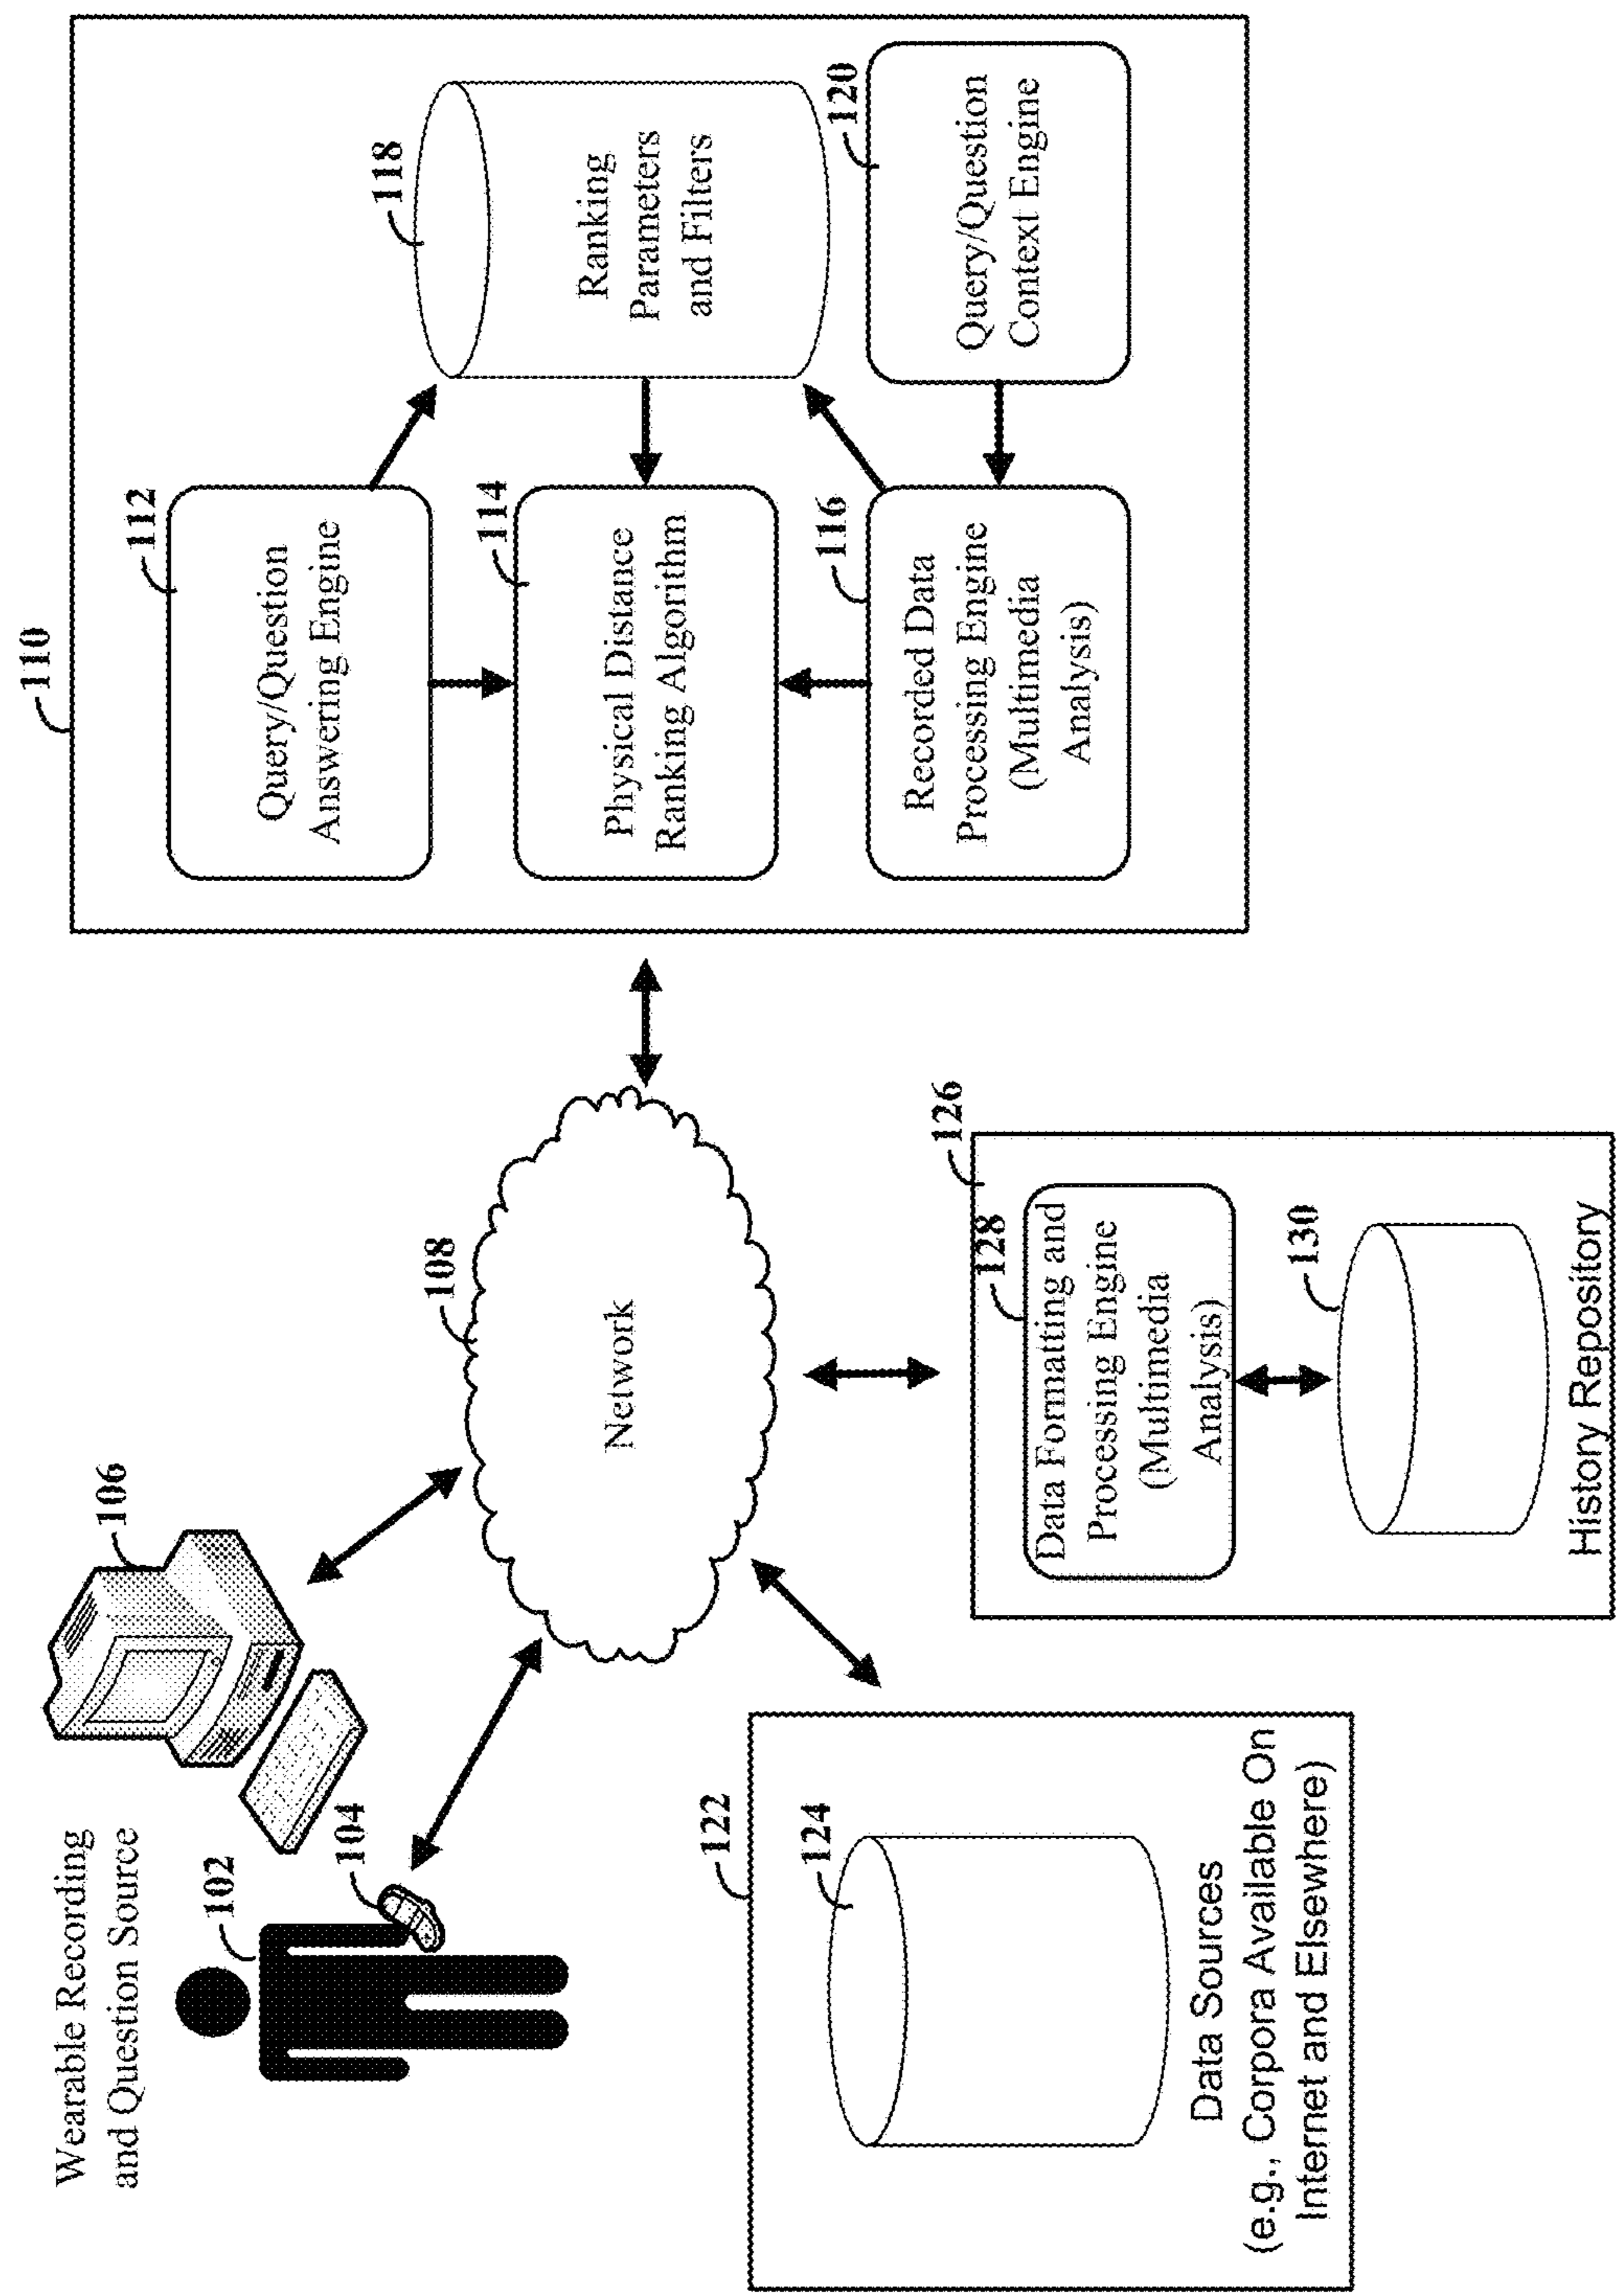 Wearable Recording
and Question Source
102
104
106
108
Network
110
112
Query/Question
Answering Engine
114
Physical Distance
Ranking Algorithm
116
Recorded Data
Processing Engine
(Multimedia
Analysis)
118
Ranking
Parameters
and Filters
120
Query/Question
Context Engine
122
124
Data Sources
(e.g., Corpora Available On
Internet and Elsewhere)
126
128
Data Formatting and
Processing Engine
(Multimedia
Analysis)
130
History Repository